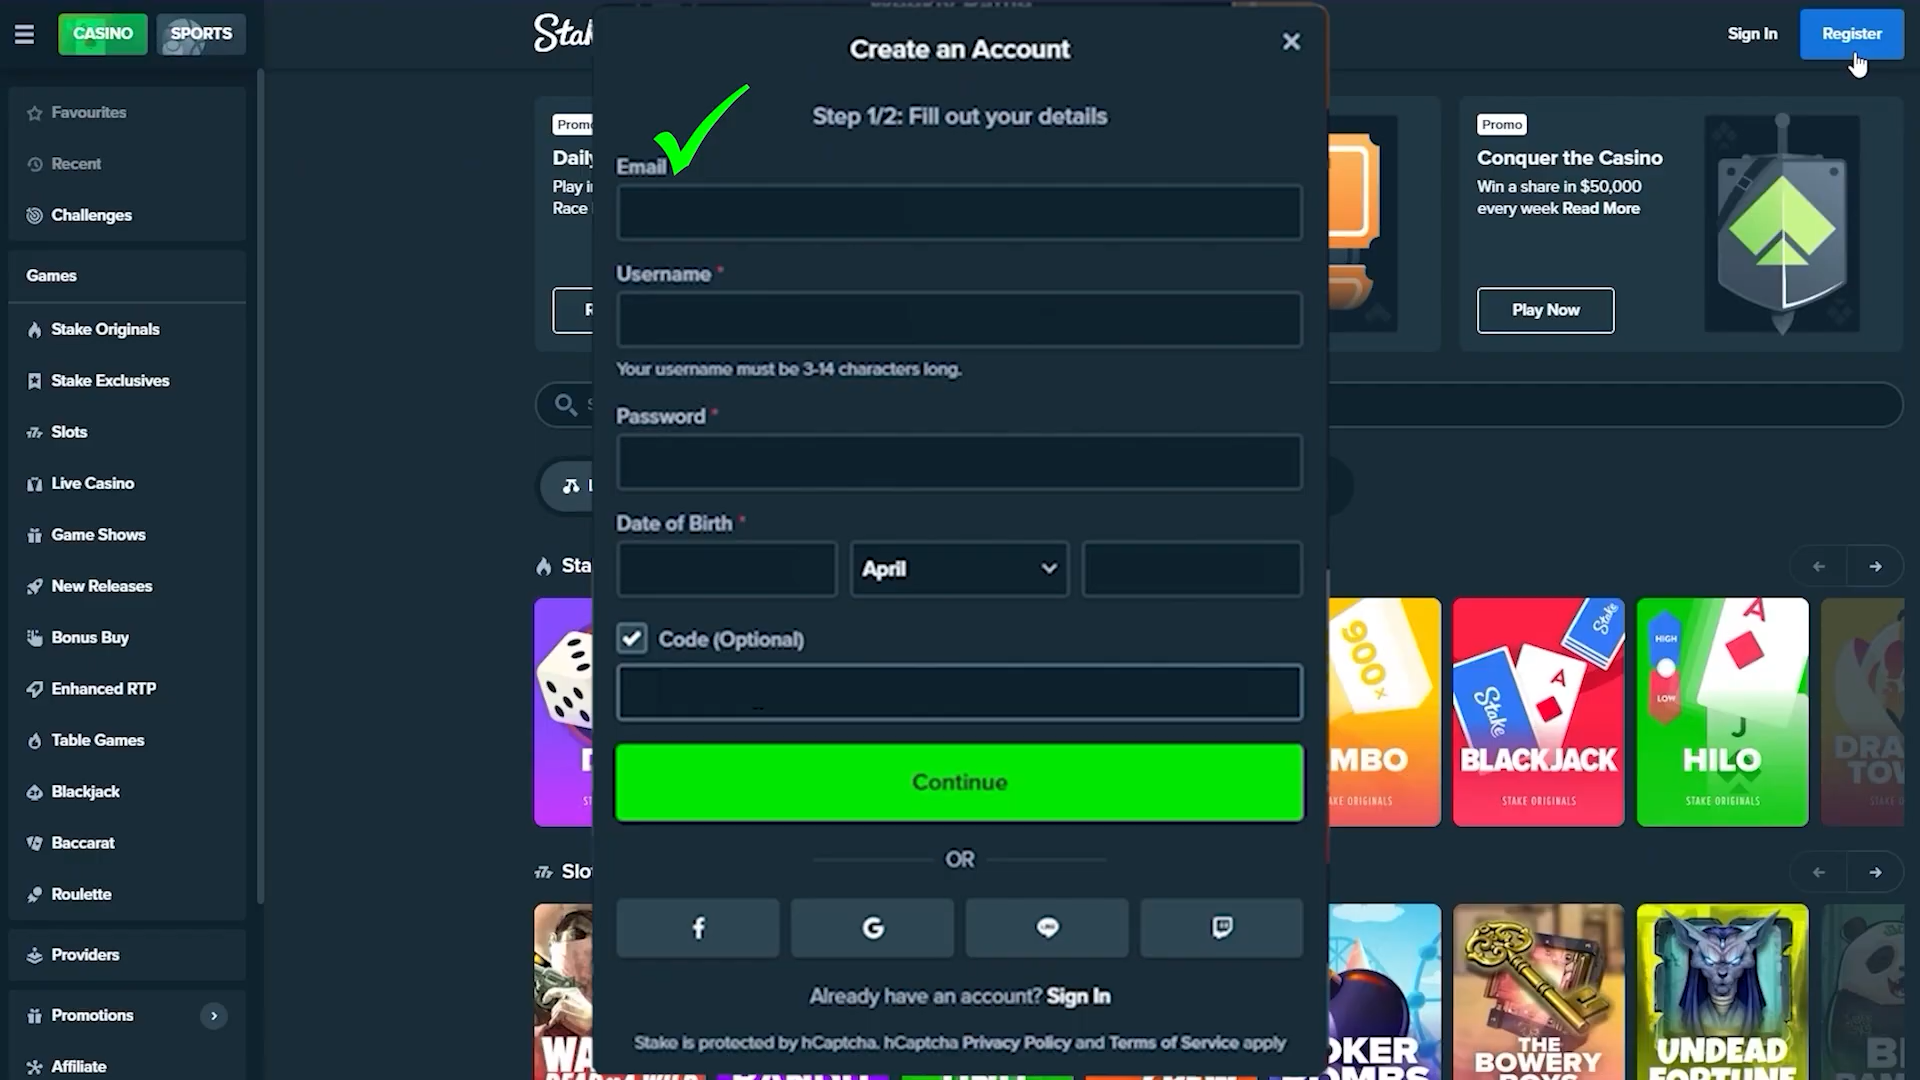 CASINO
SPORTS
Favourites
Recent
Challenges
Games
Stake Originals
Stake Exclusives
Slots
Live Casino
Game Shows
New Releases
Bonus Buy
Enhanced RTP
Table Games
Blackjack
Baccarat
Roulette
Providers
Promotions
Affiliate
Sign In
Register
Create an Account
Step 1/2: Fill out your details
Email
Username *
Your username must be 3-14 characters long.
Password *
Date of Birth *
April
Code (Optional)
Continue
OR
Already have an account? Sign In
Stake is protected by hCaptcha. hCaptcha Privacy Policy and Terms of Service apply
Promo
Conquer the Casino
Win a share in $50,000
every week Read More
Play Now
900x
Stake
Stake
A
A
BLACKJACK
STAKE ORIGINALS
HIGH
LOW
A
J
HILO
STAKE ORIGINALS
THE
BOWERY
BOYS
UNDEAD
FORTUNE